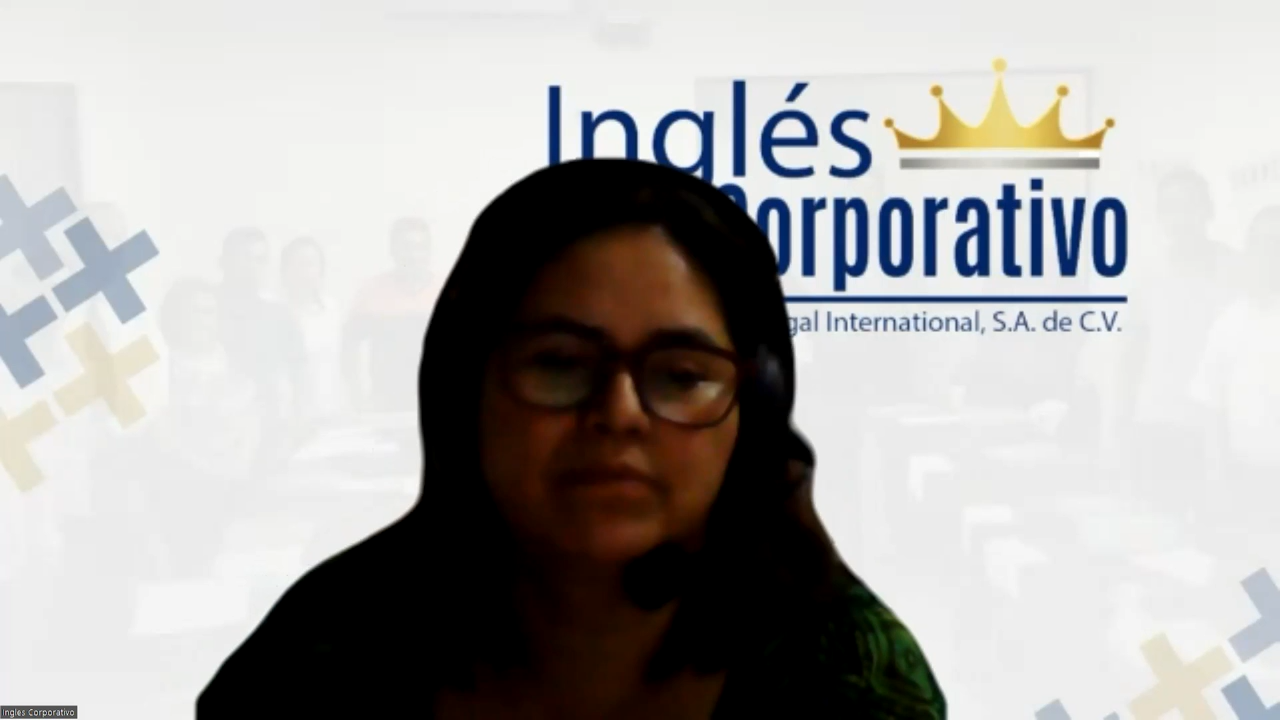 Inglés
orporativo
gal International, S.A. de C.V.
Ingles Corporativo